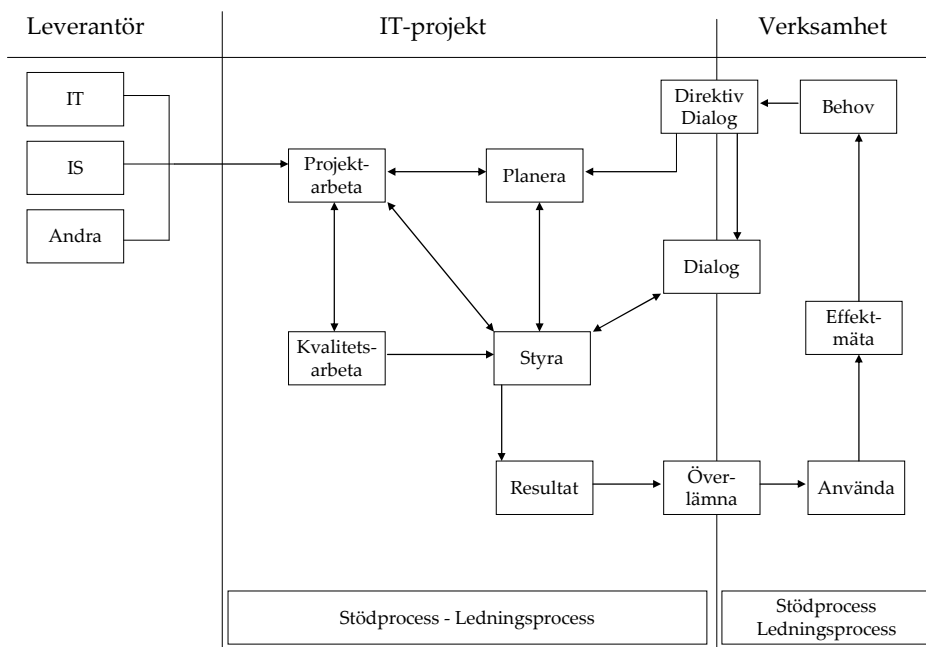 Leverantör
IT-projekt
Verksamhet
IT
IS
Andra
Direktiv
Dialog
Behov
Projekt-
arbeta
Planera
Dialog
Effekt-
mäta
Kvalitets-
arbeta
Styra
Resultat
Över-
lämna
Använda
Stödprocess - Ledningsprocess
Stödprocess
Ledningsprocess